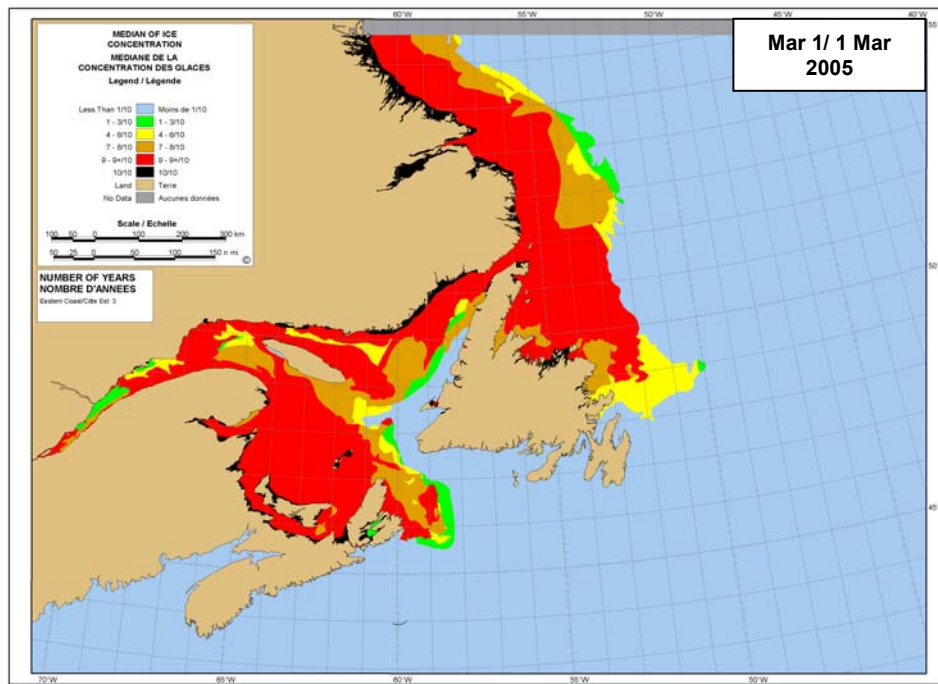 60°W 55°W 50°W 45°W 40°W
MEDIAN OF ICE
CONCENTRATION
MEDIANE DE LA
CONCENTRATION DES GLACES
Legend / Légende
Less Than 1/10 Moins de 1/10
1 - 3/10 1 - 3/10
4 - 6/10 4 - 6/10
7 - 8/10 7 - 8/10
9 - 9+/10 9 - 9+/10
10/10 10/10
Land Terre
No Data Aucunes données
Scale / Echelle
100 50 0 100 200 300 km
50 25 0 50 100 150 n mi.
©
NUMBER OF YEARS
NOMBRE D'ANNEES
Eastern Coast/Côte Est: 3
Mar 1/ 1 Mar
2005
50°
45°
70°W 65°W 60°W 55°W 50°W